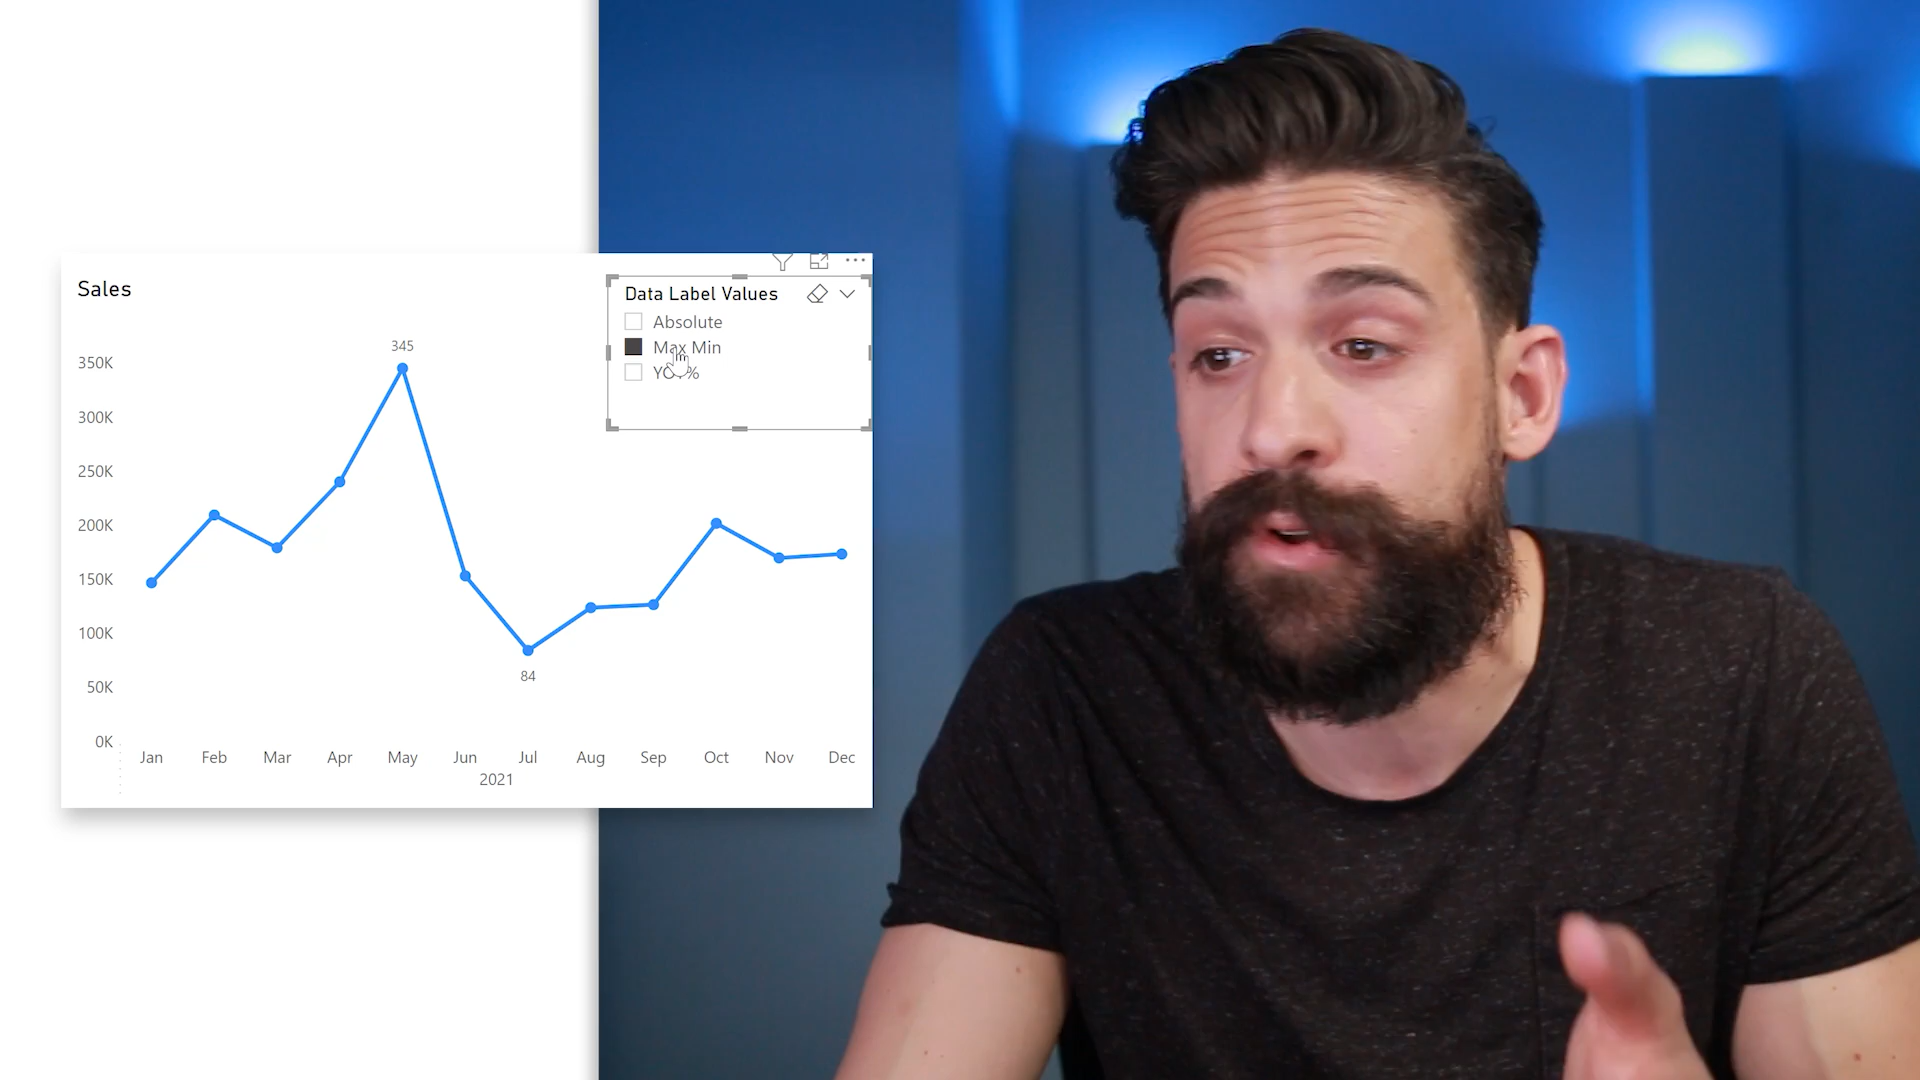 Sales
Data Label Values
Absolute
Max Min
350K
300K
250K
200K
150K
100K
50K
0K
345
84
Jan Feb Mar Apr May Jun Jul Aug Sep Oct Nov Dec
2021